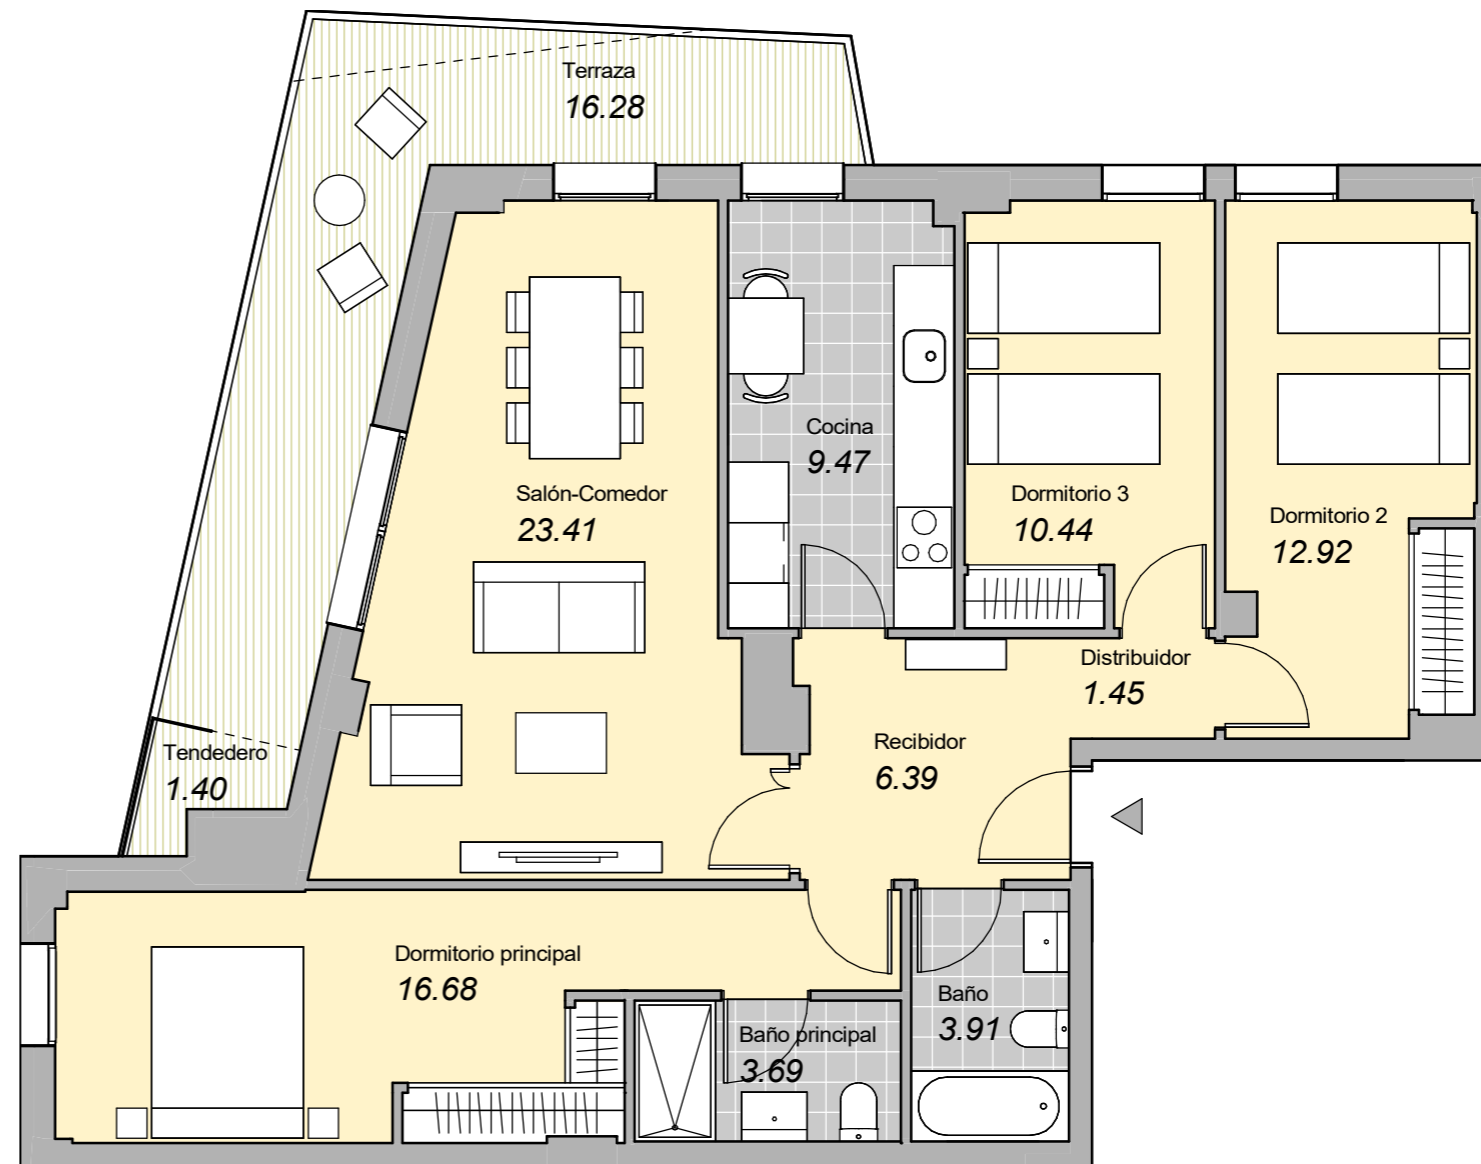 Terraza
16.28
Cocina
9.47
Salón-Comedor
23.41
Dormitorio 3
10.44
Dormitorio 2
12.92
Distribuidor
1.45
Tendedero
1.40
Recibidor
6.39
Dormitorio principal
16.68
Baño
3.91
Baño principal
3.69